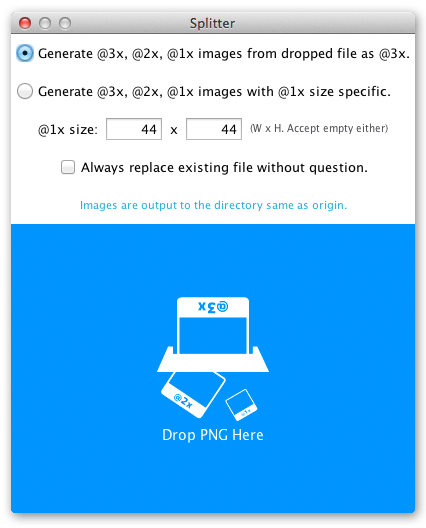 Splitter
Generate @3x, @2x, @1x images from dropped file as @3x.
Generate @3x, @2x, @1x images with @1x size specific.
@1x size: 44 x 44 (W x H. Accept empty either)
Always replace existing file without question.
Images are output to the directory same as origin.
@3x
@2x
@1x
Drop PNG Here